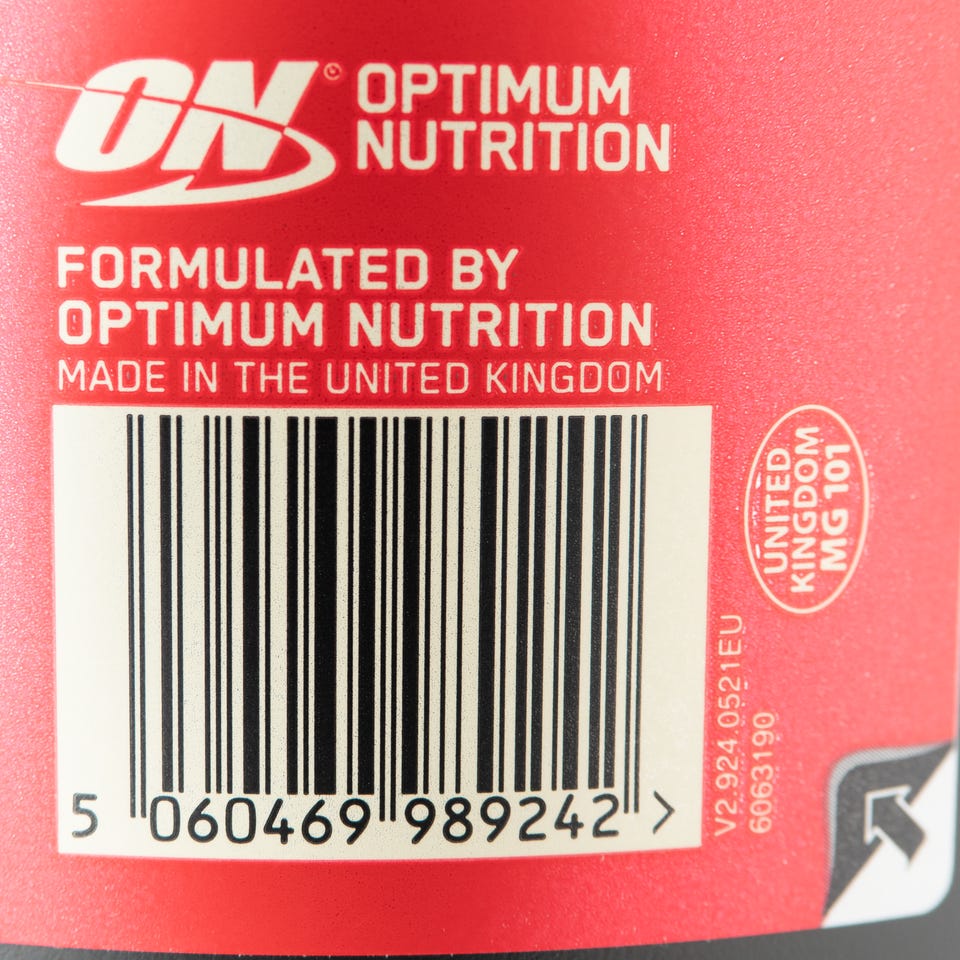 ON® OPTIMUM
NUTRITION
FORMULATED BY
OPTIMUM NUTRITION
MADE IN THE UNITED KINGDOM
5 060469 989242 >
UNITED
KINGDOM
MG 101
V2.924.0521EU
6063190